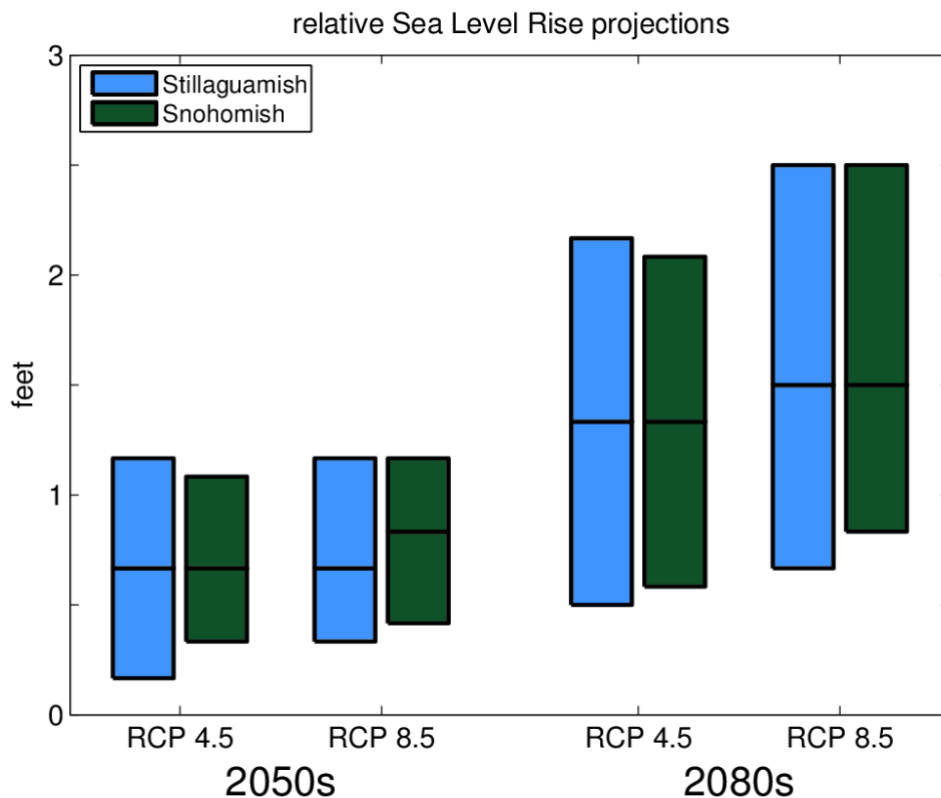 relative Sea Level Rise projections
Stillaguamish
Snohomish
3
2
1
0
feet
RCP 4.5 RCP 8.5 RCP 4.5 RCP 8.5
2050s 2080s